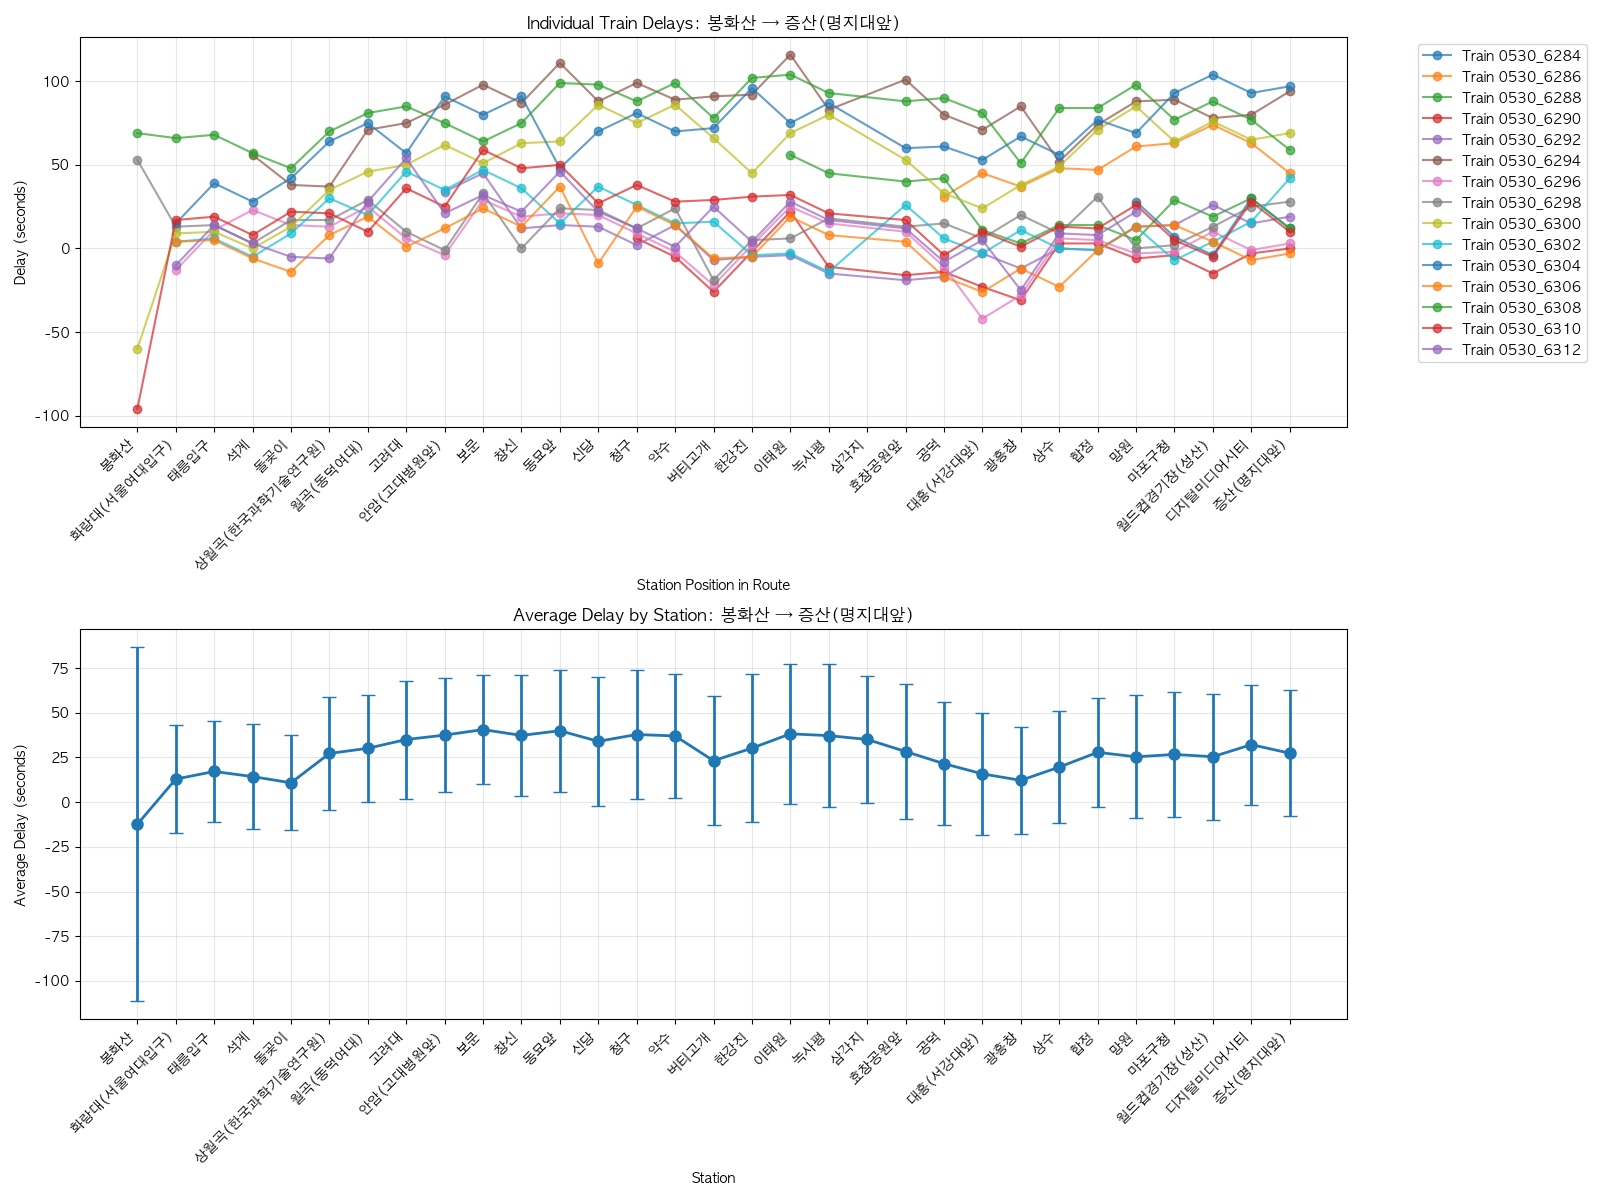 Individual Train Delays: 봉화산 → 증산(명지대앞)
Delay (seconds)
100
50
0
-50
-100
봉화산
화랑대(서울여대입구)
태릉입구
석계
돌곶이
상월곡(한국과학기술연구원)
월곡(동덕여대)
고려대
안암(고대병원앞)
보문
창신
동묘앞
신당
청구
약수
버티고개
한강진
이태원
녹사평
삼각지
효창공원앞
공덕
대흥(서강대앞)
광흥창
상수
합정
망원
마포구청
월드컵경기장(성산)
디지털미디어시티
증산(명지대앞)
Station Position in Route
Train 0530_6284
Train 0530_6286
Train 0530_6288
Train 0530_6290
Train 0530_6292
Train 0530_6294
Train 0530_6296
Train 0530_6298
Train 0530_6300
Train 0530_6302
Train 0530_6304
Train 0530_6306
Train 0530_6308
Train 0530_6310
Train 0530_6312
Average Delay by Station: 봉화산 → 증산(명지대앞)
Average Delay (seconds)
75
50
25
0
-25
-50
-75
-100
봉화산
화랑대(서울여대입구)
태릉입구
석계
돌곶이
상월곡(한국과학기술연구원)
월곡(동덕여대)
고려대
안암(고대병원앞)
보문
창신
동묘앞
신당
청구
약수
버티고개
한강진
이태원
녹사평
삼각지
효창공원앞
공덕
대흥(서강대앞)
광흥창
상수
합정
망원
마포구청
월드컵경기장(성산)
디지털미디어시티
증산(명지대앞)
Station